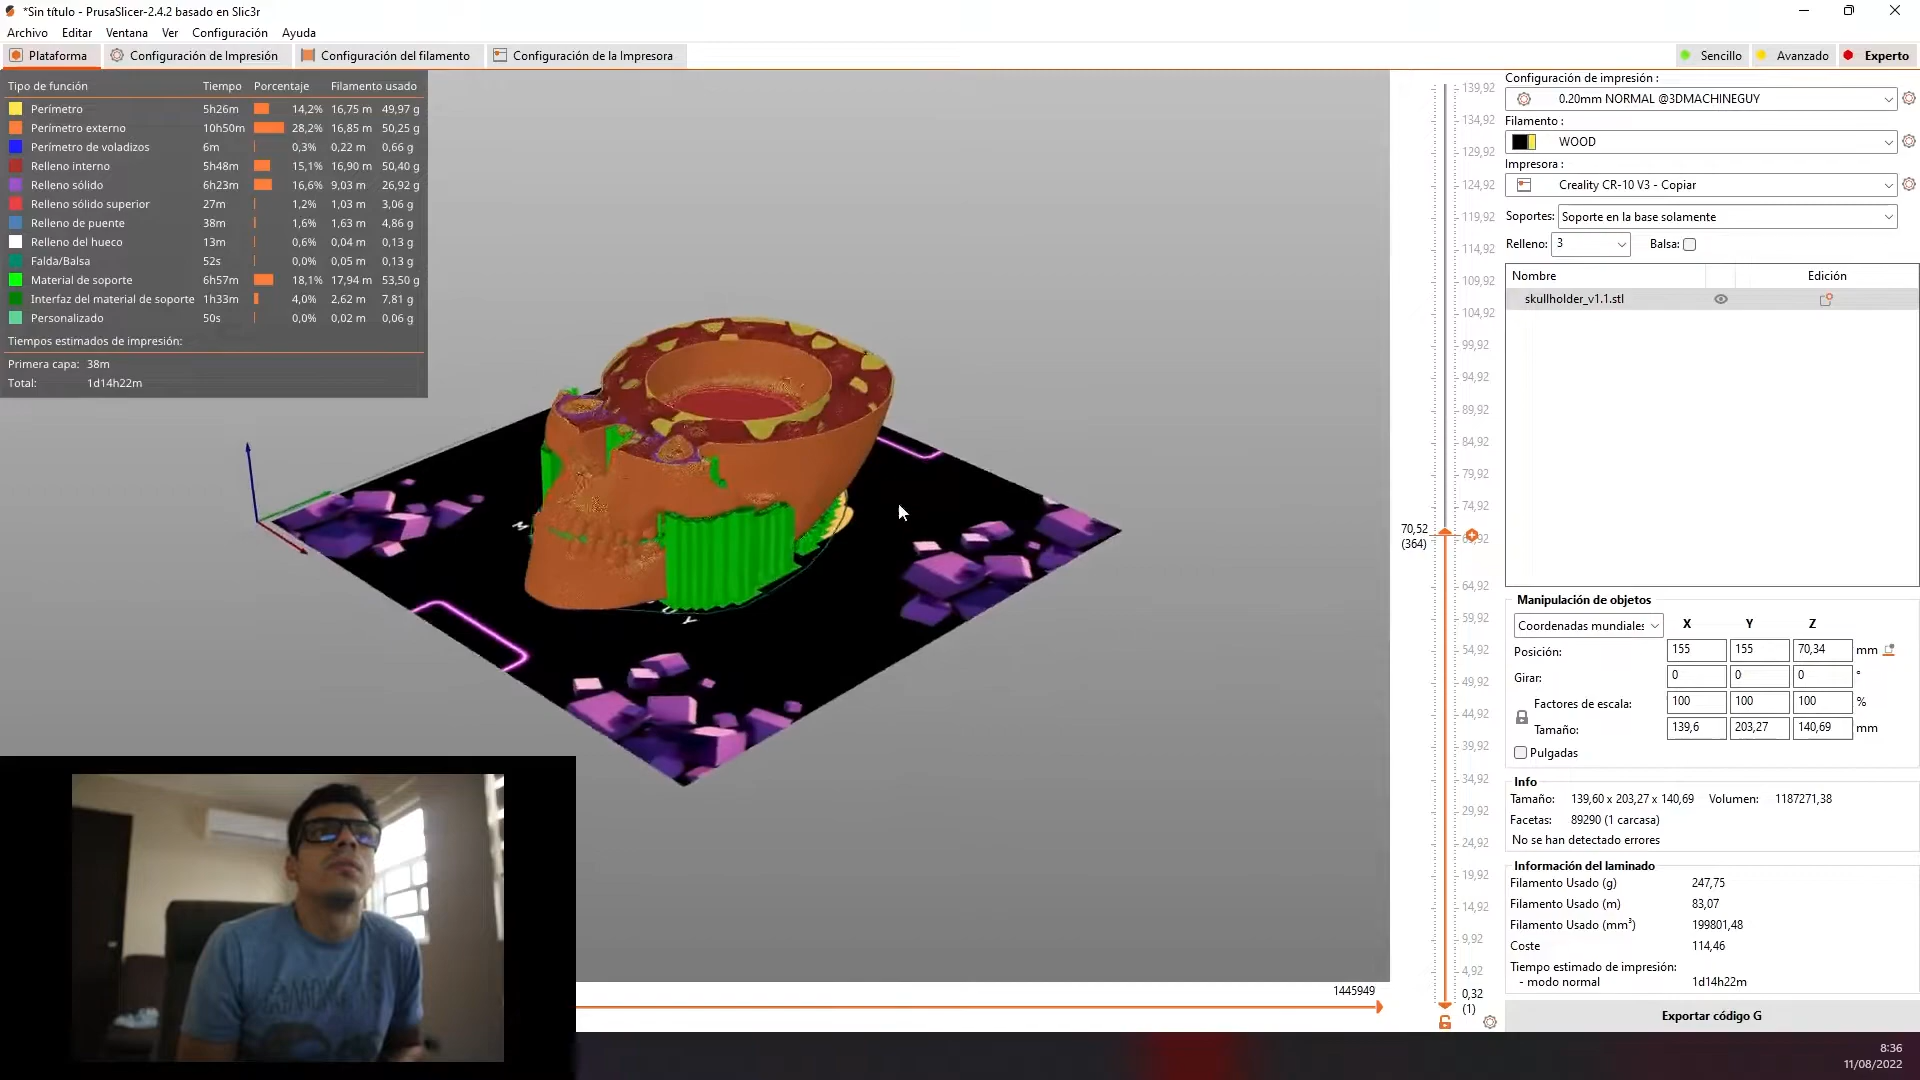 *Sin título - PrusaSlicer-2.4.2 basado en Slic3r
Archivo Editar Ventana Ver Configuración Ayuda
Plataforma Configuración de Impresión Configuración del filamento Configuración de la Impresora Sencillo Avanzado Experto
Tipo de función Tiempo Porcentaje Filamento usado
Perímetro 5h26m 14,2% 16,75 m 49,97 g
Perímetro externo 10h50m 28,2% 16,85 m 50,25 g
Perímetro de voladizos 6m 0,3% 0,22 m 0,66 g
Relleno interno 5h48m 15,1% 16,90 m 50,40 g
Relleno sólido 6h23m 16,6% 9,03 m 26,92 g
Relleno sólido superior 27m 1,2% 1,03 m 3,06 g
Relleno de puente 38m 1,6% 1,63 m 4,86 g
Relleno del hueco 13m 0,6% 0,04 m 0,13 g
Falda/Balsa 52s 0,0% 0,05 m 0,13 g
Material de soporte 6h57m 18,1% 17,94 m 53,50 g
Interfaz del material de soporte 1h33m 4,0% 2,62 m 7,81 g
Personalizado 50s 0,0% 0,02 m 0,06 g
Tiempos estimados de impresión:
Primera capa: 38m
Total: 1d14h22m
139,92
134,92
129,92
124,92
119,92
114,92
109,92
104,92
99,92
94,92
89,92
84,92
79,92
74,92
70,52
(364)
64,92
59,92
54,92
49,92
44,92
39,92
34,92
29,92
24,92
19,92
14,92
9,92
4,92
0,32
(1)
1445949
Configuración de impresión :
0.20mm NORMAL @3DMACHINEGUY
Filamento :
WOOD
Impresora :
Creality CR-10 V3 - Copiar
Soportes: Soporte en la base solamente
Relleno: 3 Balsa:
Nombre Edición
skullholder_v1.1.stl
Manipulación de objetos
Coordenadas mundiales X Y Z
Posición: 155 155 70,34 mm
Girar: 0 0 0 °
Factores de escala: 100 100 100 %
Tamaño: 139,6 203,27 140,69 mm
Pulgadas
Info
Tamaño: 139,60 x 203,27 x 140,69 Volumen: 1187271,38
Facetas: 89290 (1 carcasa)
No se han detectado errores
Información del laminado
Filamento Usado (g) 247,75
Filamento Usado (m) 83,07
Filamento Usado (mm³) 199801,48
Coste 114,46
Tiempo estimado de impresión:
- modo normal 1d14h22m
Exportar código G
8:36
11/08/2022